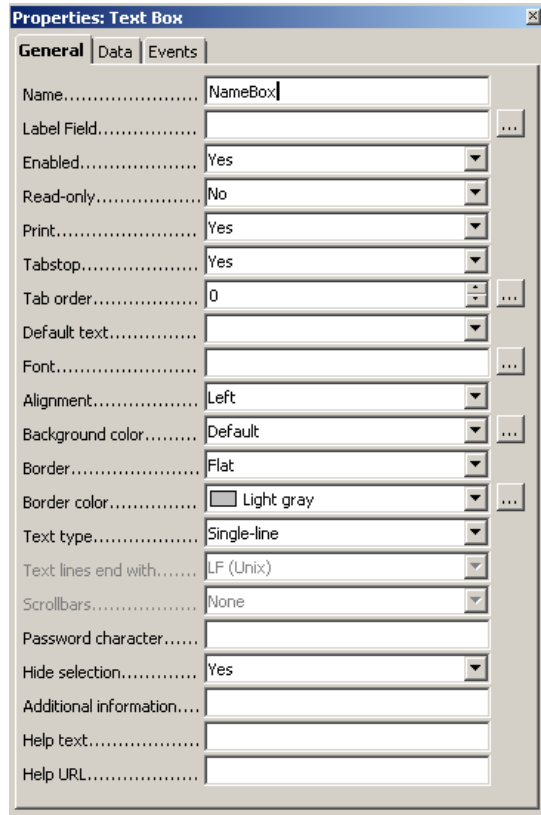 Properties: Text Box
General Data Events
Name...................... NameBox
Label Field................. ...
Enabled.................... Yes
Read-only.................. No
Print........................ Yes
Tabstop.................... Yes
Tab order.................. 0 ...
Default text...............
Font......................... ...
Alignment.................. Left
Background color......... Default ...
Border...................... Flat
Border color............... Light gray ...
Text type.................. Single-line
Text lines end with....... LF (Unix)
Scrollbars.................. None
Password character......
Hide selection............. Yes
Additional information....
Help text...................
Help URL...................